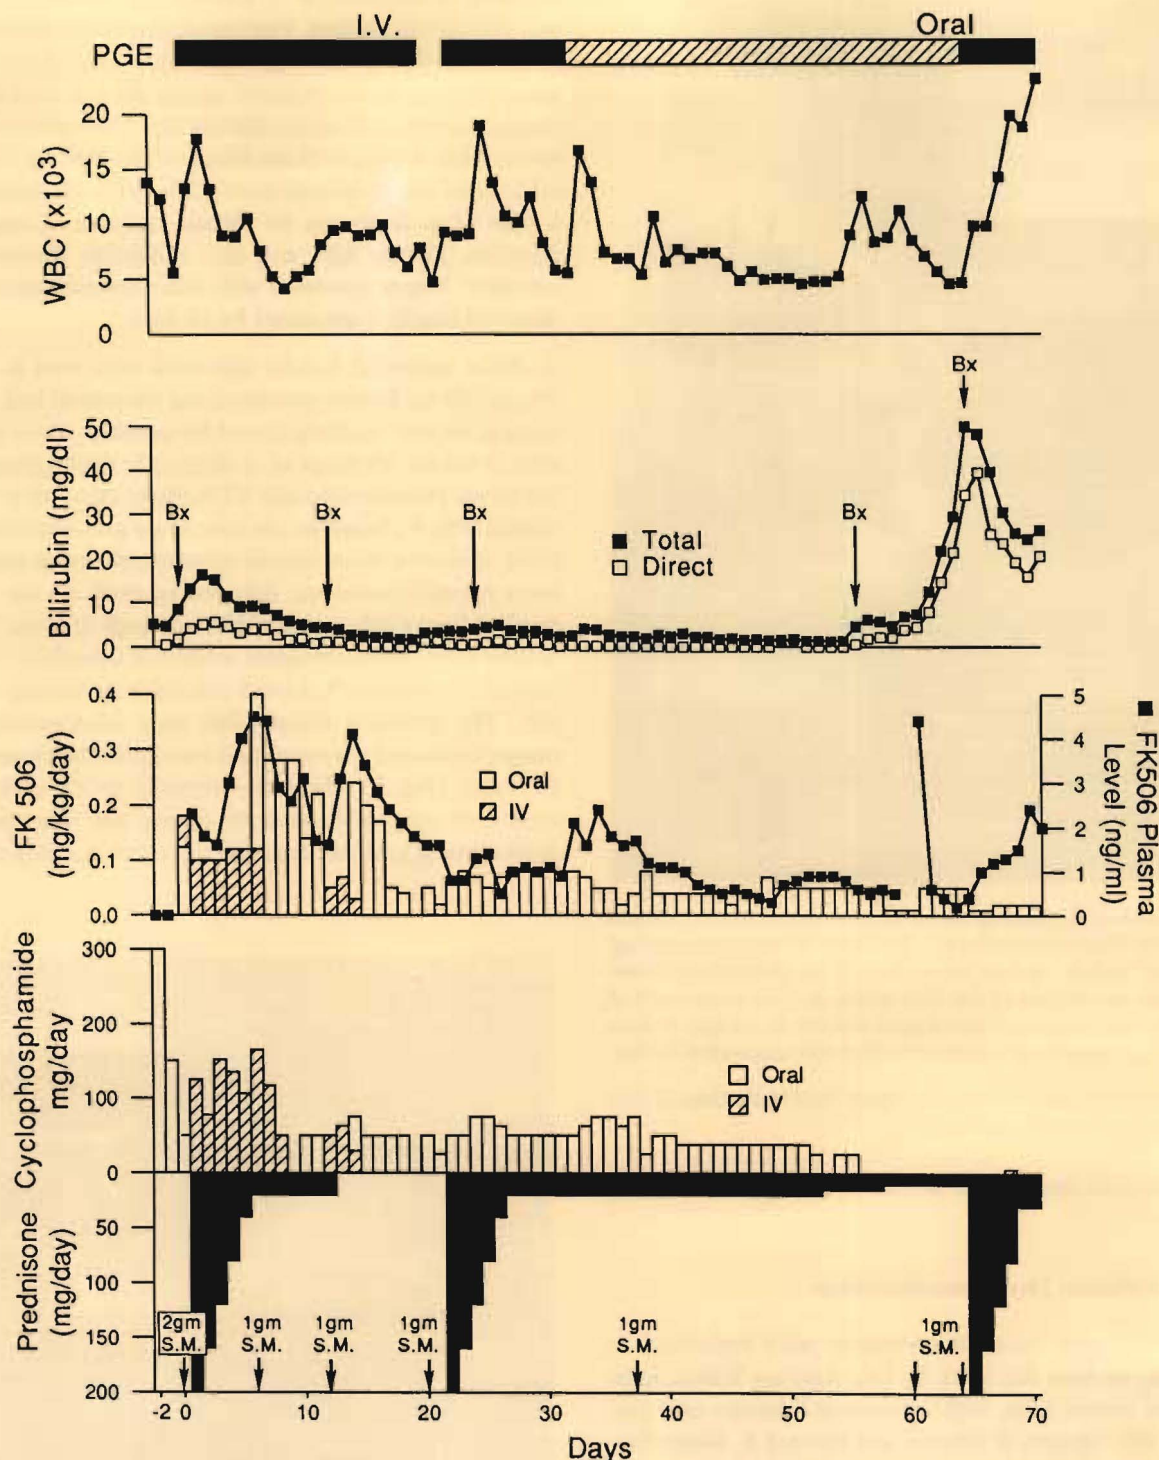 I.V.
Oral
PGE
20
15
10
5
0
WBC (x10³)
Bx
50
40
30
20
10
0
Bilirubin (mg/dl)
Bx
Bx
Bx
Bx
Total
Direct
0.4
0.3
0.2
0.1
0.0
FK 506
(mg/kg/day)
Oral
IV
5
4
3
2
1
0
FK506 Plasma
Level (ng/ml)
300
200
100
0
Cyclophosphamide
mg/day
Oral
IV
50
100
150
200
Prednisone
(mg/day)
2gm
S.M.
1gm
S.M.
1gm
S.M.
1gm
S.M.
1gm
S.M.
1gm
S.M.
-2 0 10 20 30 40 50 60 70
Days